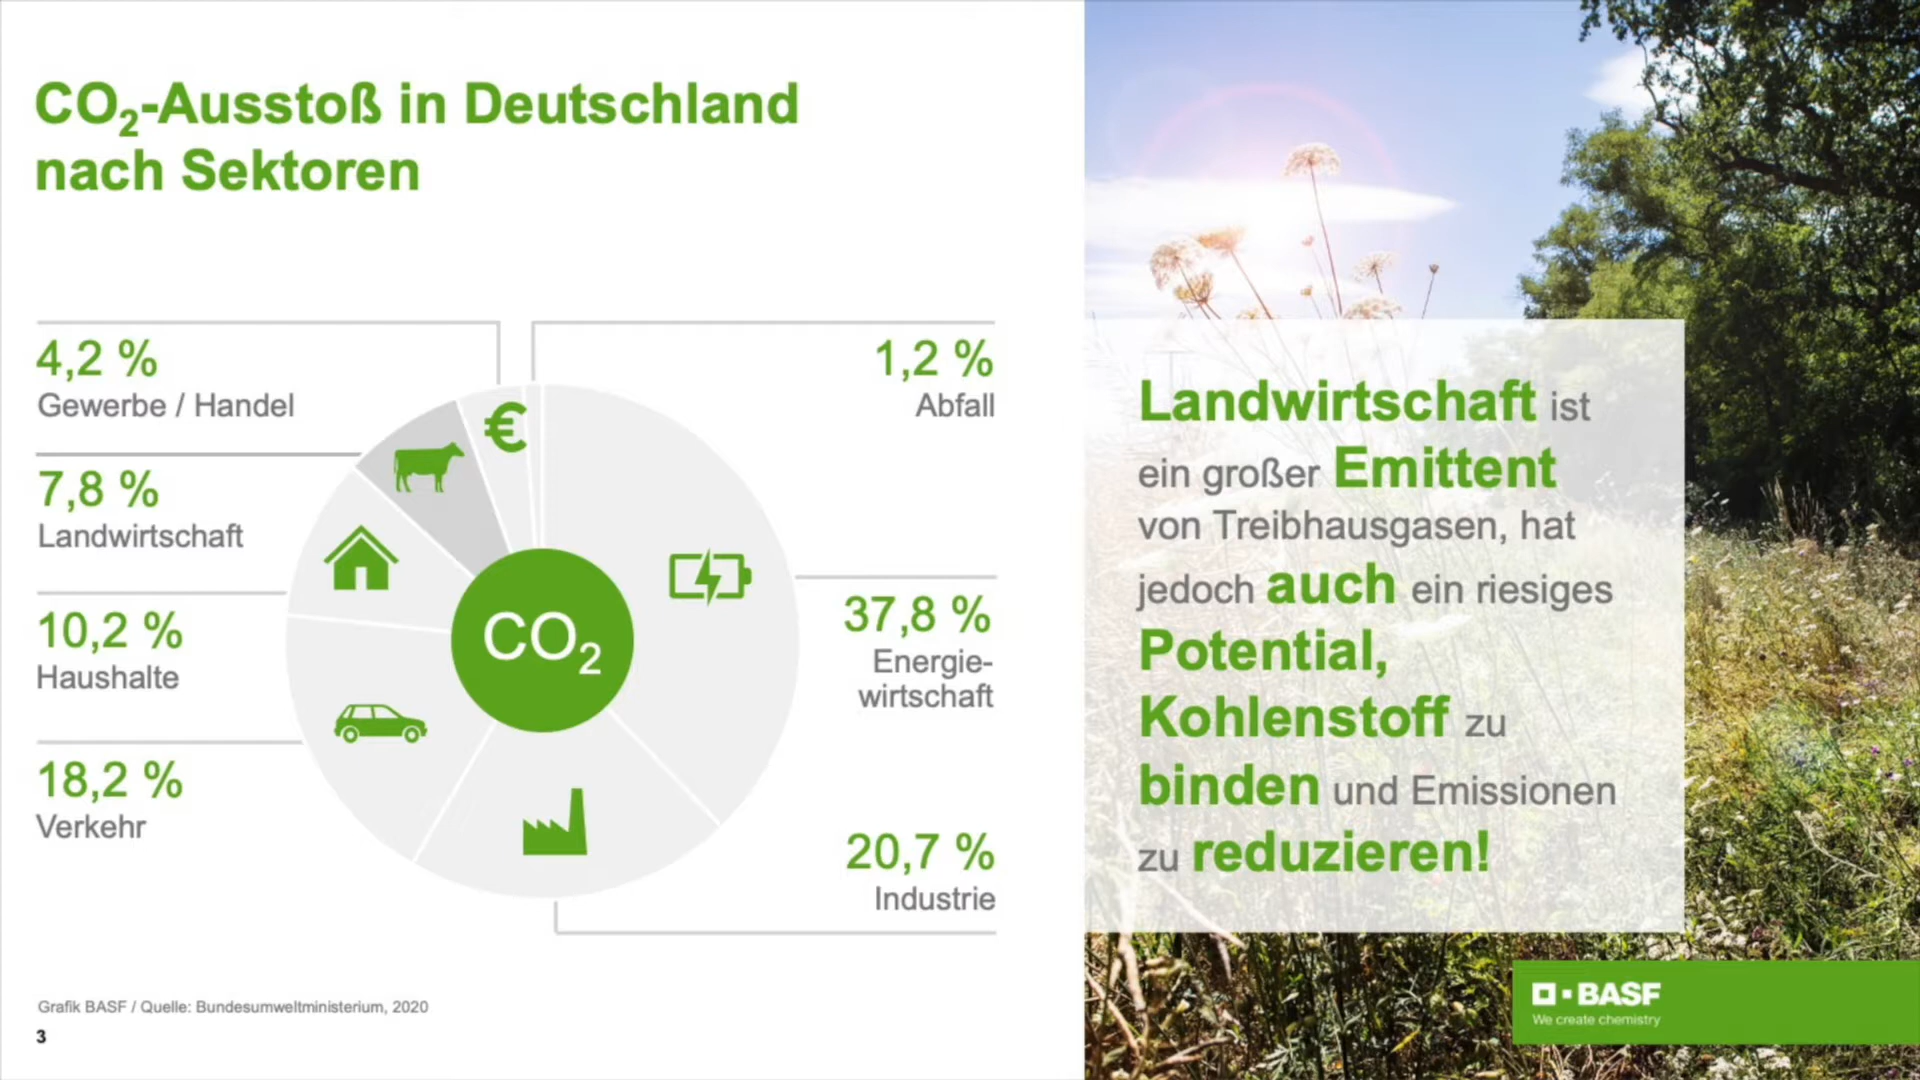 CO₂-Ausstoß in Deutschland
nach Sektoren
4,2 %
Gewerbe / Handel
7,8 %
Landwirtschaft
10,2 %
Haushalte
18,2 %
Verkehr
€
CO₂
1,2 %
Abfall
37,8 %
Energie-
wirtschaft
20,7 %
Industrie
Grafik BASF / Quelle: Bundesumweltministerium, 2020
3
Landwirtschaft ist
ein großer Emittent
von Treibhausgasen, hat
jedoch auch ein riesiges
Potential,
Kohlenstoff zu
binden und Emissionen
zu reduzieren!
BASF
We create chemistry